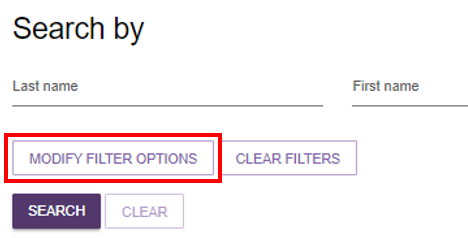 Search by
Last name First name
MODIFY FILTER OPTIONS CLEAR FILTERS
SEARCH CLEAR